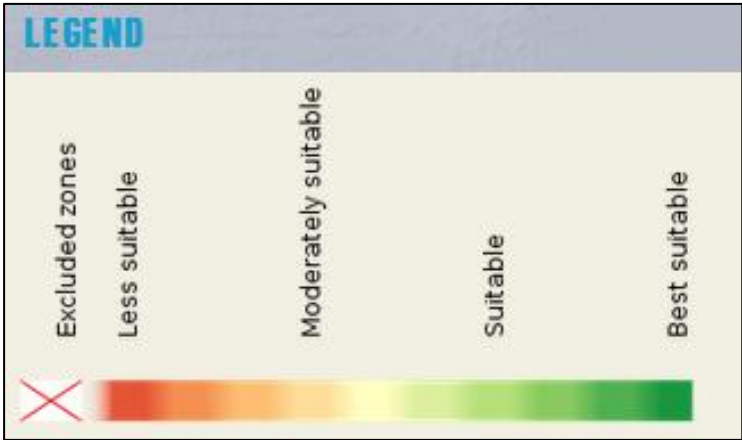 LEGEND
Excluded zones
Less suitable
Moderately suitable
Suitable
Best suitable